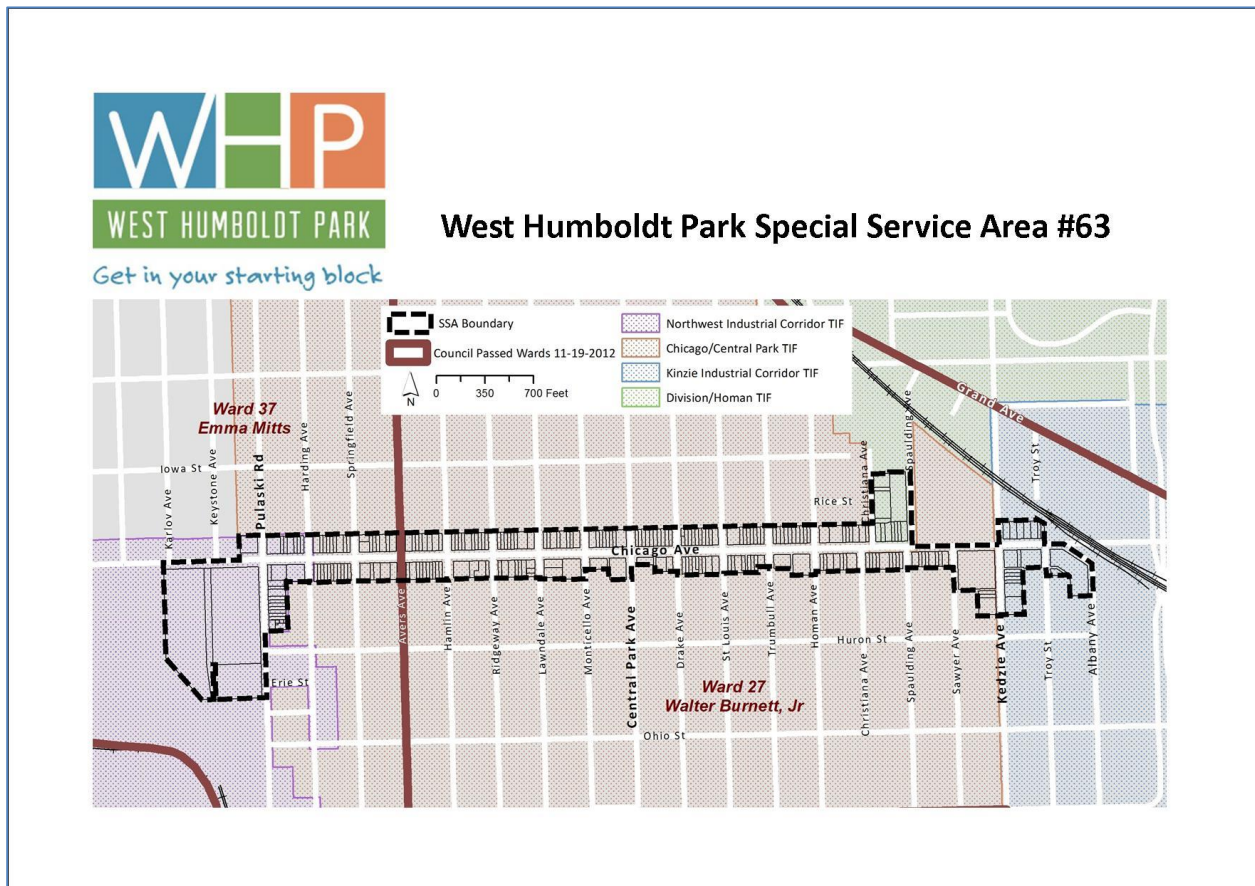 WHP
WEST HUMBOLDT PARK
Get in your starting block
West Humboldt Park Special Service Area #63
SSA Boundary
Council Passed Wards 11-19-2012
N
0 350 700 Feet
Northwest Industrial Corridor TIF
Chicago/Central Park TIF
Kinzie Industrial Corridor TIF
Division/Homan TIF
Ward 37
Emma Mitts
Iowa St
Karlov Ave
Keystone Ave
Pulaski Rd
Harding Ave
Springfield Ave
Grand Ave
Rice St
Christiana Ave
Spaulding Ave
Troy St
Chicago Ave
Avers Ave
Hamlin Ave
Ridgeway Ave
Lawndale Ave
Monticello Ave
Central Park Ave
Drake Ave
St Louis Ave
Trumbull Ave
Homan Ave
Huron St
Christiana Ave
Spaulding Ave
Sawyer Ave
Kedzie Ave
Troy St
Albany Ave
Erie St
Ward 27
Walter Burnett, Jr
Ohio St